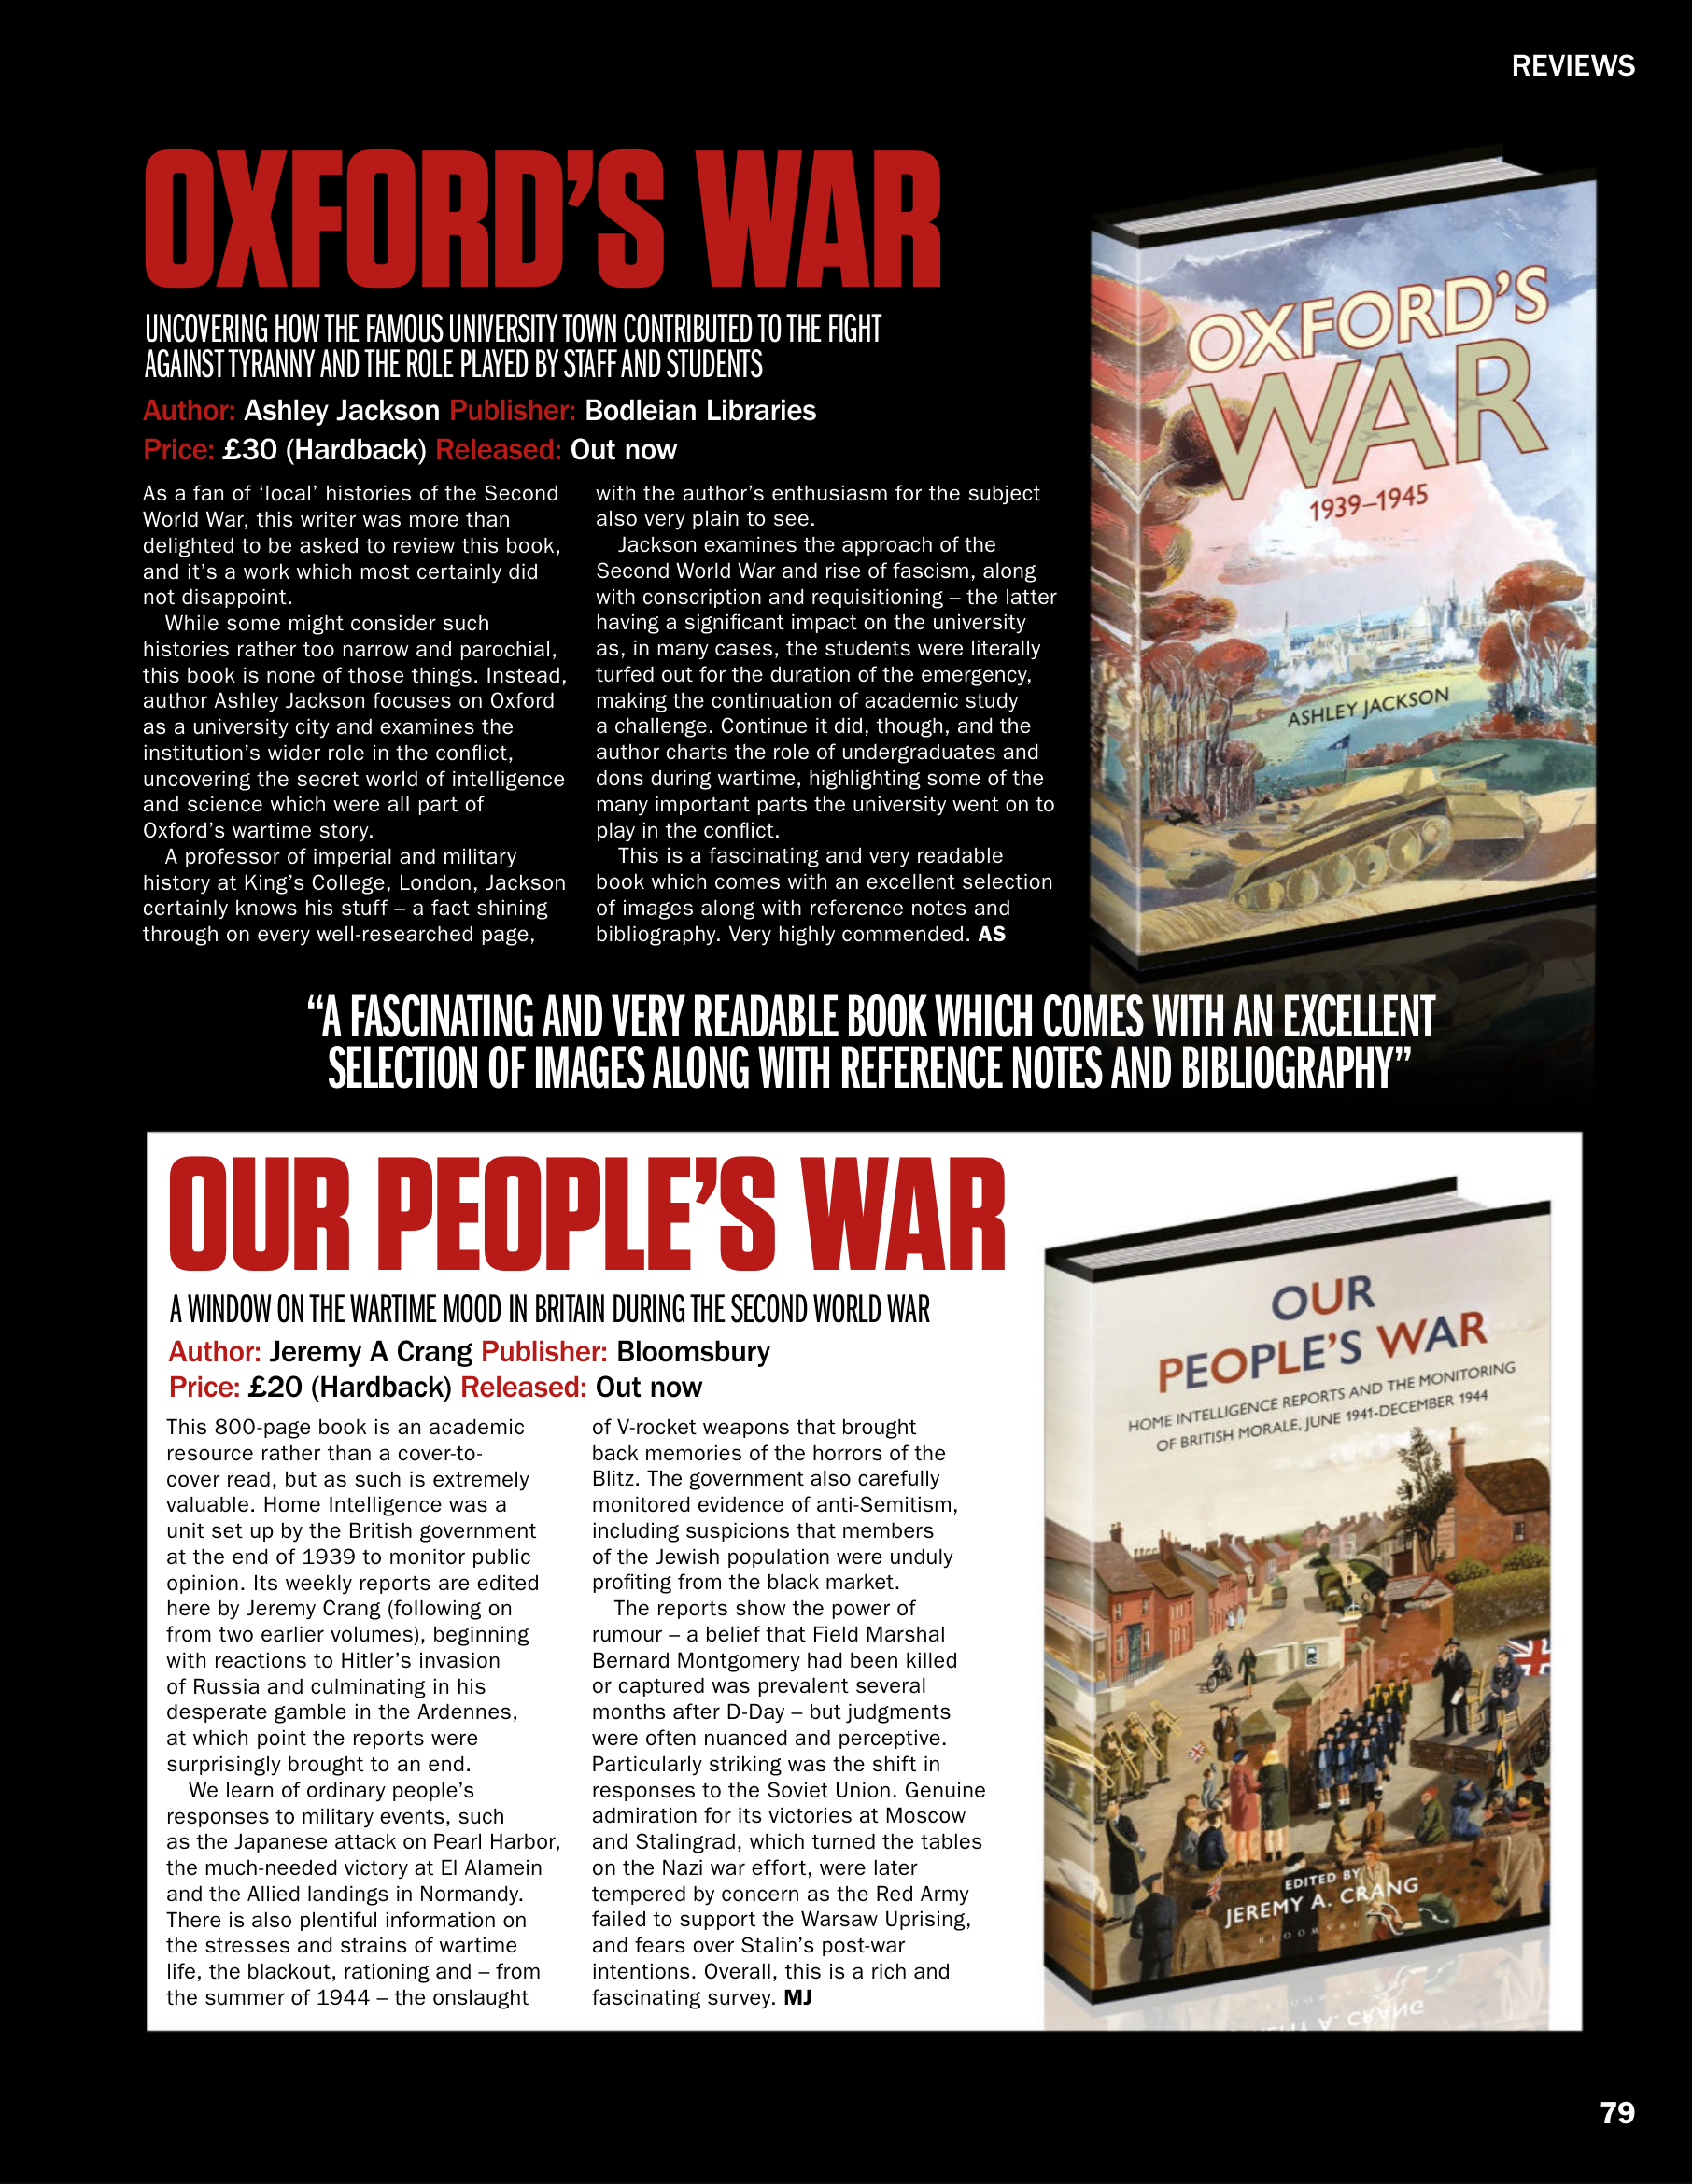 REVIEWS
OXFORD'S WAR
UNCOVERING HOW THE FAMOUS UNIVERSITY TOWN CONTRIBUTED TO THE FIGHT
AGAINST TYRANNY AND THE ROLE PLAYED BY STAFF AND STUDENTS
Author: Ashley Jackson Publisher: Bodleian Libraries
Price: £30 (Hardback) Released: Out now
As a fan of ‘local’ histories of the Second
World War, this writer was more than
delighted to be asked to review this book,
and it’s a work which most certainly did
not disappoint.
While some might consider such
histories rather too narrow and parochial,
this book is none of those things. Instead,
author Ashley Jackson focuses on Oxford
as a university city and examines the
institution’s wider role in the conflict,
uncovering the secret world of intelligence
and science which were all part of
Oxford’s wartime story.
A professor of imperial and military
history at King’s College, London, Jackson
certainly knows his stuff – a fact shining
through on every well-researched page,
with the author’s enthusiasm for the subject
also very plain to see.
Jackson examines the approach of the
Second World War and rise of fascism, along
with conscription and requisitioning – the latter
having a significant impact on the university
as, in many cases, the students were literally
turfed out for the duration of the emergency,
making the continuation of academic study
a challenge. Continue it did, though, and the
author charts the role of undergraduates and
dons during wartime, highlighting some of the
many important parts the university went on to
play in the conflict.
This is a fascinating and very readable
book which comes with an excellent selection
of images along with reference notes and
bibliography. Very highly commended. AS
OXFORD'S
WAR
1939–1945
ASHLEY JACKSON
“A FASCINATING AND VERY READABLE BOOK WHICH COMES WITH AN EXCELLENT
SELECTION OF IMAGES ALONG WITH REFERENCE NOTES AND BIBLIOGRAPHY”
OUR PEOPLE’S WAR
A WINDOW ON THE WARTIME MOOD IN BRITAIN DURING THE SECOND WORLD WAR
Author: Jeremy A Crang Publisher: Bloomsbury
Price: £20 (Hardback) Released: Out now
This 800-page book is an academic
resource rather than a cover-to-
cover read, but as such is extremely
valuable. Home Intelligence was a
unit set up by the British government
at the end of 1939 to monitor public
opinion. Its weekly reports are edited
here by Jeremy Crang (following on
from two earlier volumes), beginning
with reactions to Hitler’s invasion
of Russia and culminating in his
desperate gamble in the Ardennes,
at which point the reports were
surprisingly brought to an end.
We learn of ordinary people’s
responses to military events, such
as the Japanese attack on Pearl Harbor,
the much-needed victory at El Alamein
and the Allied landings in Normandy.
There is also plentiful information on
the stresses and strains of wartime
life, the blackout, rationing and – from
the summer of 1944 – the onslaught
of V-rocket weapons that brought
back memories of the horrors of the
Blitz. The government also carefully
monitored evidence of anti-Semitism,
including suspicions that members
of the Jewish population were unduly
profiting from the black market.
The reports show the power of
rumour – a belief that Field Marshal
Bernard Montgomery had been killed
or captured was prevalent several
months after D-Day – but judgments
were often nuanced and perceptive.
Particularly striking was the shift in
responses to the Soviet Union. Genuine
admiration for its victories at Moscow
and Stalingrad, which turned the tables
on the Nazi war effort, were later
tempered by concern as the Red Army
failed to support the Warsaw Uprising,
and fears over Stalin’s post-war
intentions. Overall, this is a rich and
fascinating survey. MJ
OUR
PEOPLE'S WAR
HOME INTELLIGENCE REPORTS AND THE MONITORING
OF BRITISH MORALE, JUNE 1941-DECEMBER 1944
EDITED BY
JEREMY A. CRANG
79